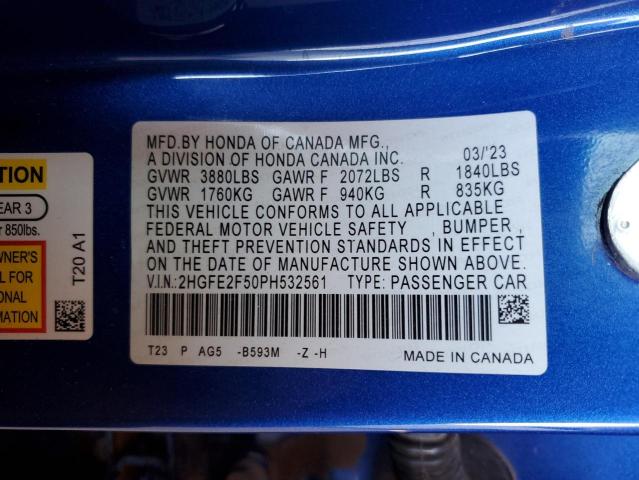 TION
EAR 3
r 850lbs.
WNER'S
L FOR
ONAL
RMATION
T20 A1
MFD.BY HONDA OF CANADA MFG.,
A DIVISION OF HONDA CANADA INC. 03/'23
GVWR 3880LBS GAWR F 2072LBS R 1840LBS
GVWR 1760KG GAWR F 940KG R 835KG
THIS VEHICLE CONFORMS TO ALL APPLICABLE
FEDERAL MOTOR VEHICLE SAFETY , BUMPER ,
AND THEFT PREVENTION STANDARDS IN EFFECT
ON THE DATE OF MANUFACTURE SHOWN ABOVE.
V.I.N.:2HGFE2F50PH532561 TYPE: PASSENGER CAR
T23 P AG5 -B593M -Z -H
MADE IN CANADA